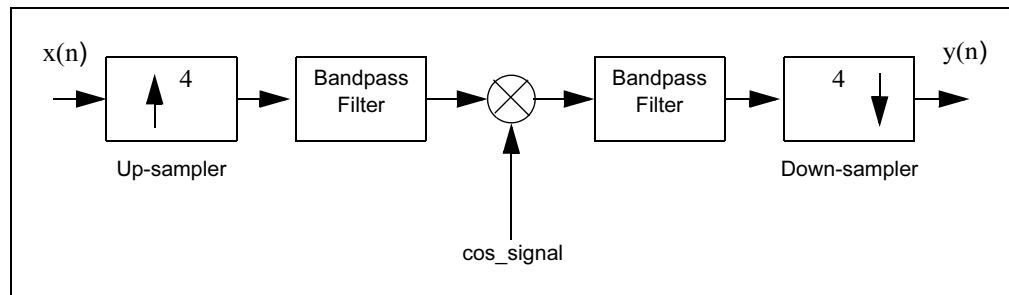 x(n)
4
Bandpass
Filter
Bandpass
Filter
4
y(n)
Up-sampler
Down-sampler
cos_signal